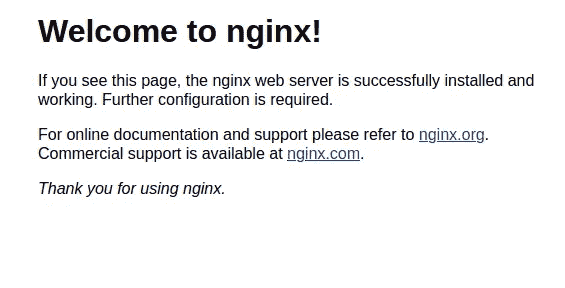 Welcome to nginx!
If you see this page, the nginx web server is successfully installed and
working. Further configuration is required.
For online documentation and support please refer to nginx.org.
Commercial support is available at nginx.com.
Thank you for using nginx.